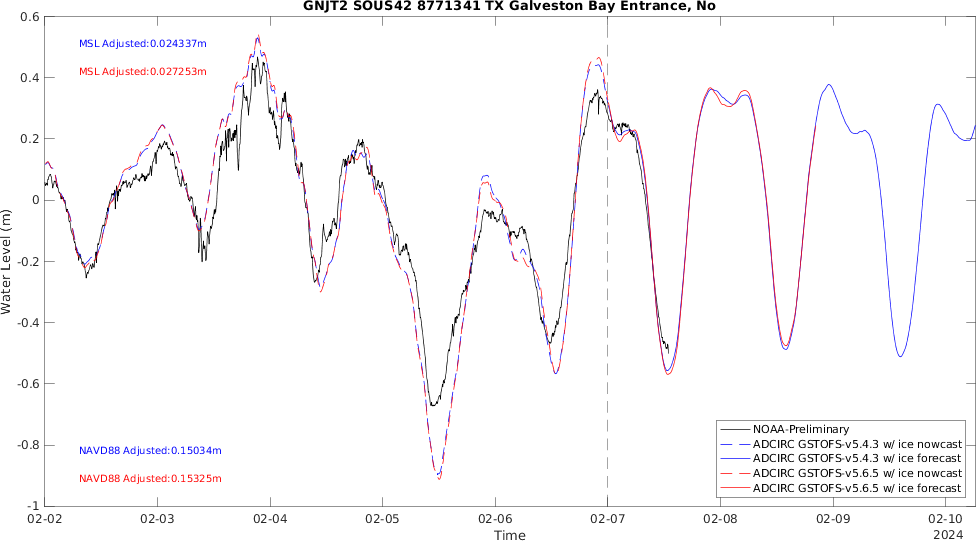 GNJT2 SOUS42 8771341 TX Galveston Bay Entrance, No
0.6
0.4
0.2
0
-0.2
-0.4
-0.6
-0.8
-1
Water Level (m)
MSL Adjusted:0.024337m
MSL Adjusted:0.027253m
NAVD88 Adjusted:0.15034m
NAVD88 Adjusted:0.15325m
NOAA-Preliminary
ADCIRC GSTOFS-v5.4.3 w/ ice nowcast
ADCIRC GSTOFS-v5.4.3 w/ ice forecast
ADCIRC GSTOFS-v5.6.5 w/ ice nowcast
ADCIRC GSTOFS-v5.6.5 w/ ice forecast
02-02 02-03 02-04 02-05 02-06 02-07 02-08 02-09 02-10
2024
Time